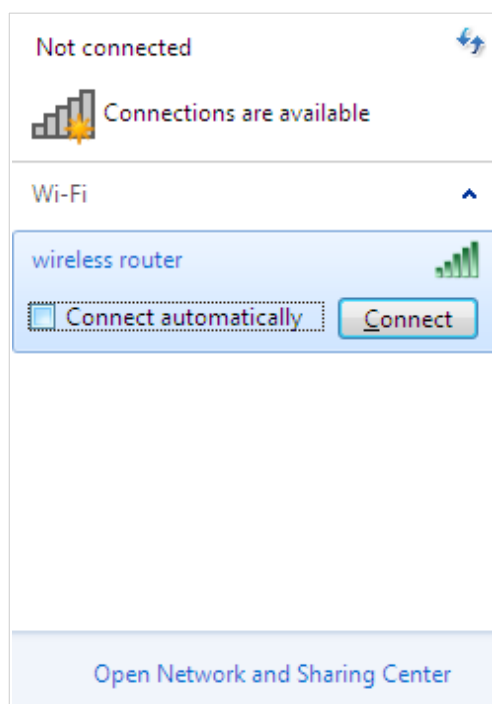 Not connected
Connections are available
Wi-Fi
wireless router
Connect automatically
Connect
Open Network and Sharing Center